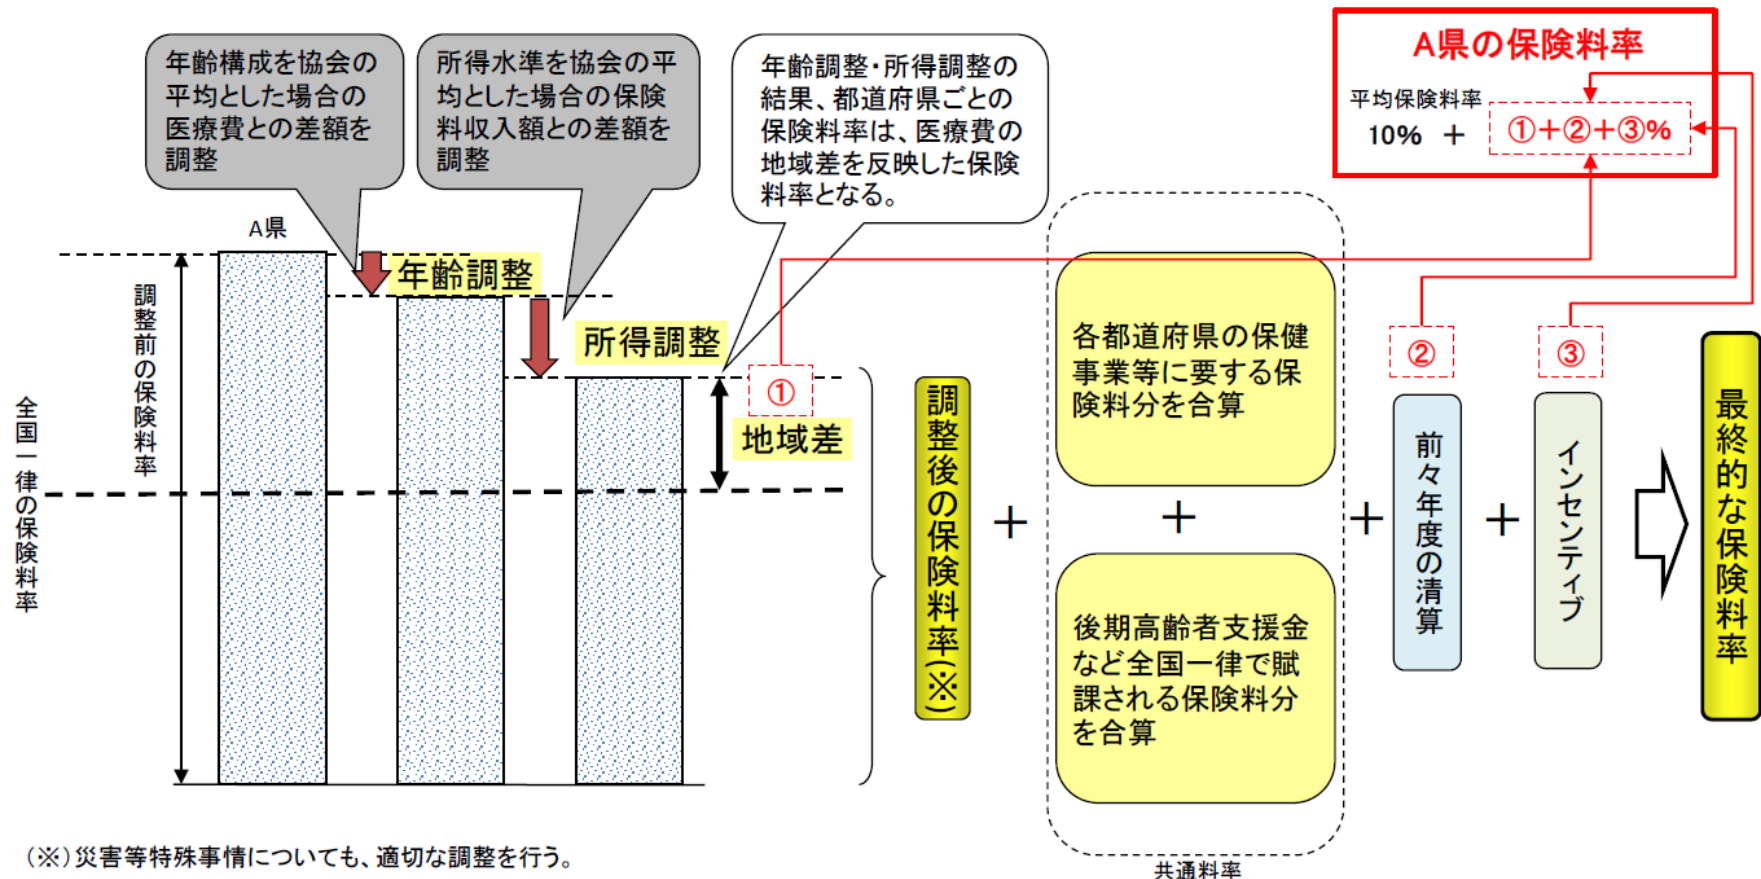 年齢構成を協会の
平均とした場合の
医療費との差額を
調整
所得水準を協会の平
均とした場合の保険
料収入額との差額を
調整
年齢調整・所得調整の
結果、都道府県ごとの
保険料率は、医療費の
地域差を反映した保険
料率となる。
A県の保険料率
平均保険料率
10% + ①+②+③%
A県
年齢調整
所得調整
①
地域差
調整前の保険料率
全国一律の保険料率
調整後の保険料率(※)
+
各都道府県の保健
事業等に要する保
険料分を合算
+
後期高齢者支援金
など全国一律で賦
課される保険料分
を合算
共通料率
+
②
前々年度の清算
+
③
インセンティブ
最終的な保険料率
(※)災害等特殊事情についても、適切な調整を行う。